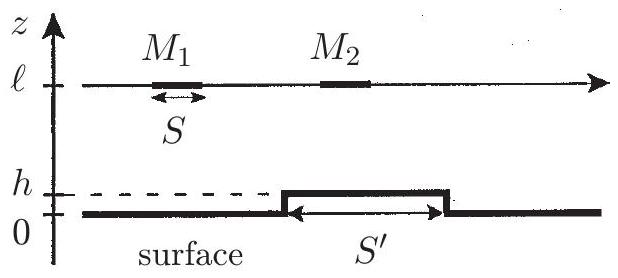 z
M₁ M₂
ℓ
S
h
0
surface S′